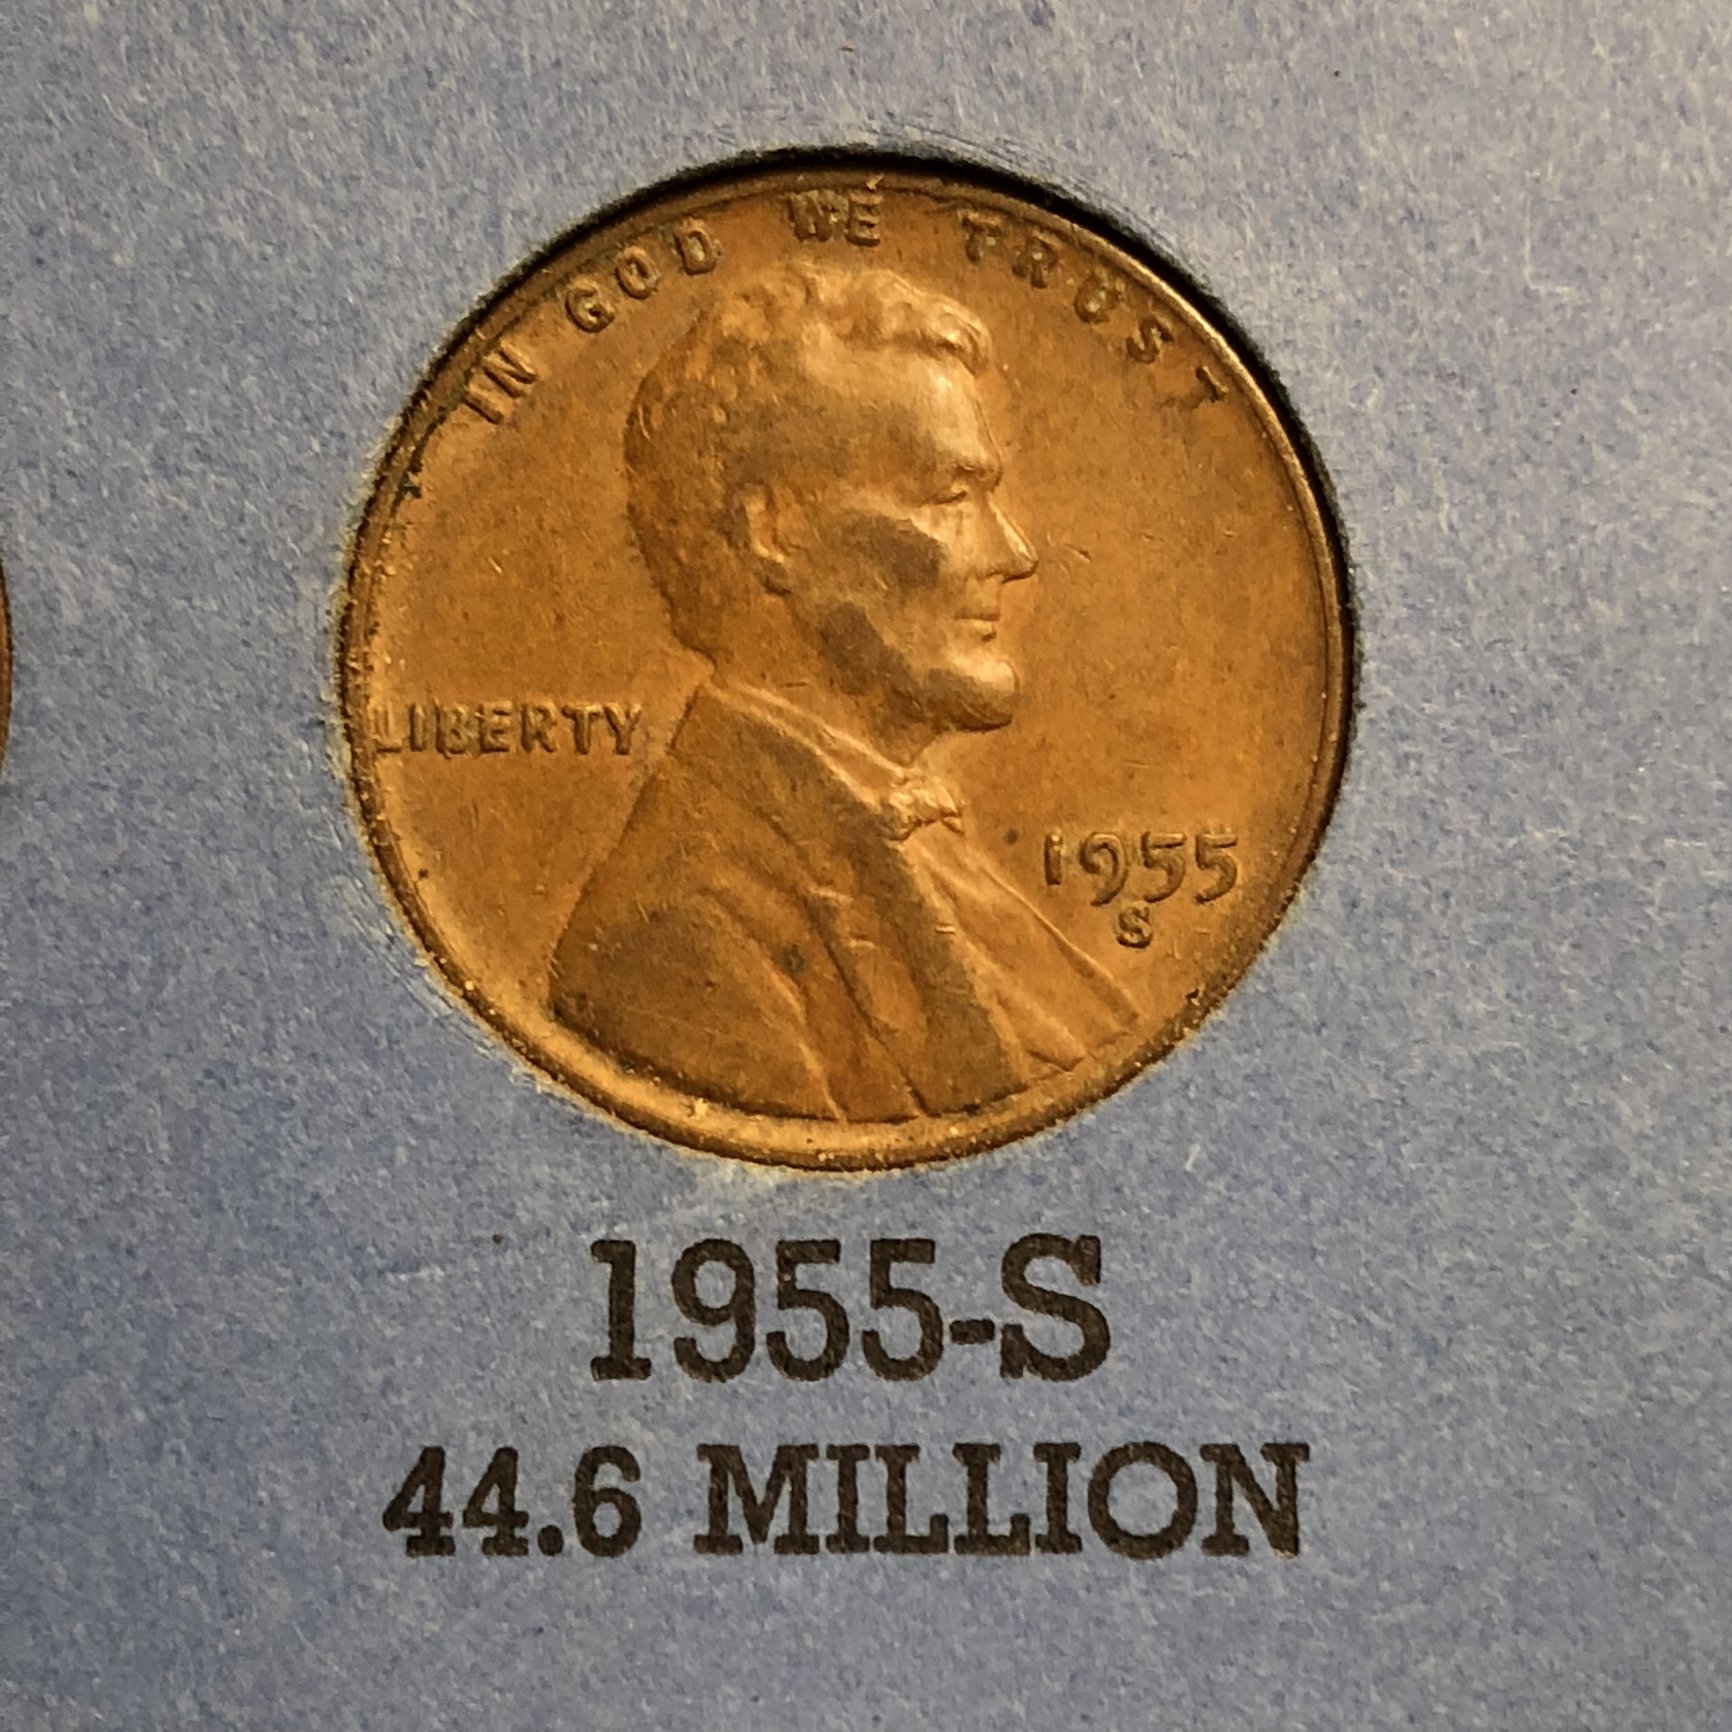 IN GOD WE TRUST
LIBERTY
1955
S
1955-S
44.6 MILLION